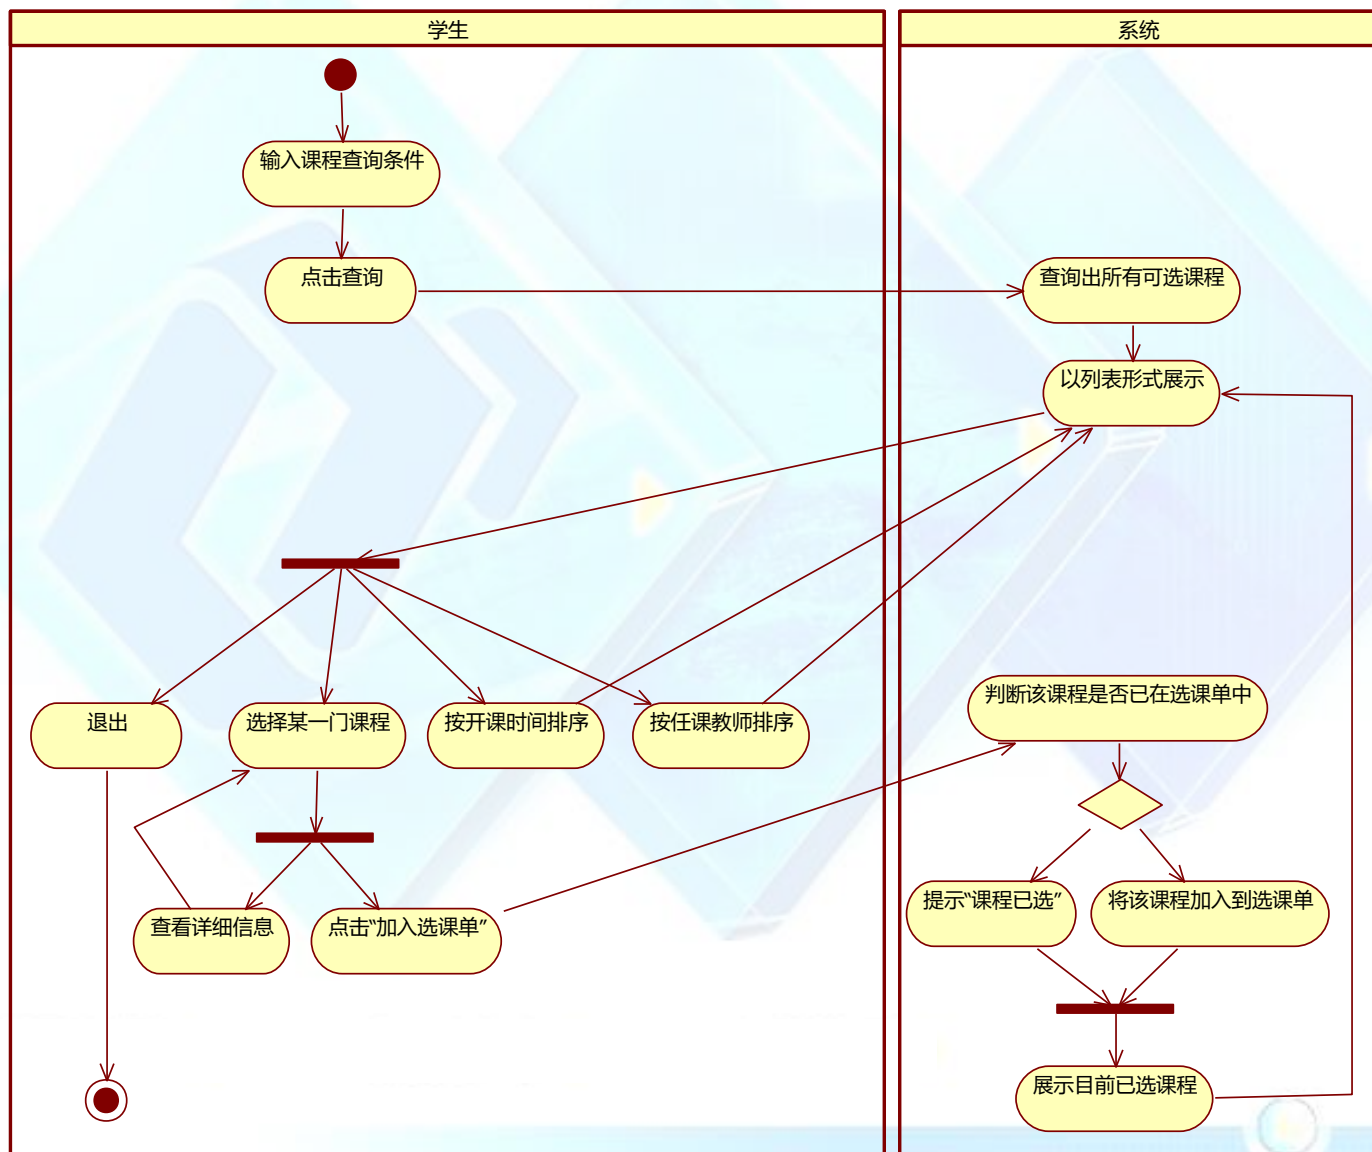 学生
系统
输入课程查询条件
点击查询
查询出所有可选课程
以列表形式展示
判断该课程是否已在选课单中
退出
选择某一门课程
按开课时间排序
按任课教师排序
提示“课程已选”
将该课程加入到选课单
查看详细信息
点击“加入选课单”
展示目前已选课程